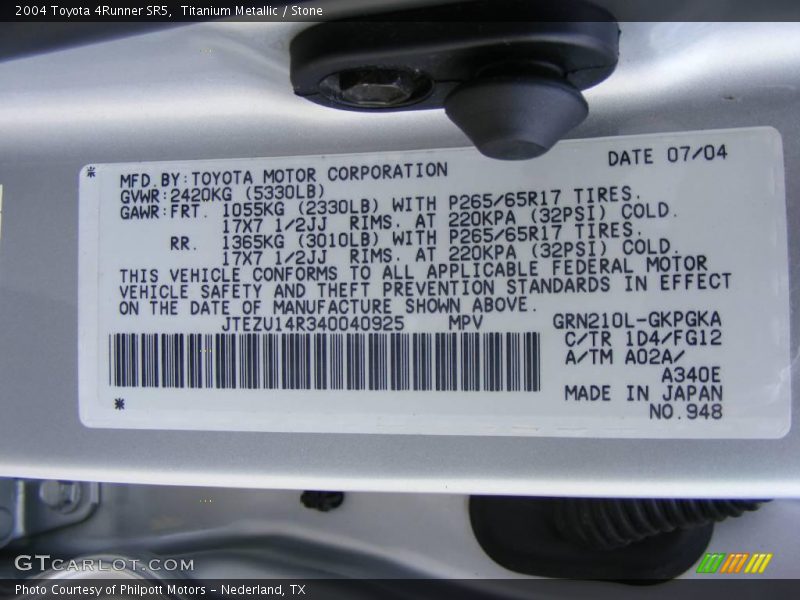 2004 Toyota 4Runner SR5, Titanium Metallic / Stone
DATE 07/04
* MFD.BY:TOYOTA MOTOR CORPORATION
GVWR:2420KG (5330LB)
GAWR:FRT. 1055KG (2330LB) WITH P265/65R17 TIRES.
17X7 1/2JJ RIMS. AT 220KPA (32PSI) COLD.
RR. 1365KG (3010LB) WITH P265/65R17 TIRES.
17X7 1/2JJ RIMS. AT 220KPA (32PSI) COLD.
THIS VEHICLE CONFORMS TO ALL APPLICABLE FEDERAL MOTOR
VEHICLE SAFETY AND THEFT PREVENTION STANDARDS IN EFFECT
ON THE DATE OF MANUFACTURE SHOWN ABOVE.
JTEZU14R340040925 MPV GRN210L-GKPGKA
C/TR 1D4/FG12
A/TM A02A/
A340E
MADE IN JAPAN
* NO.948
GTCARLOT.COM
Photo Courtesy of Philpott Motors - Nederland, TX